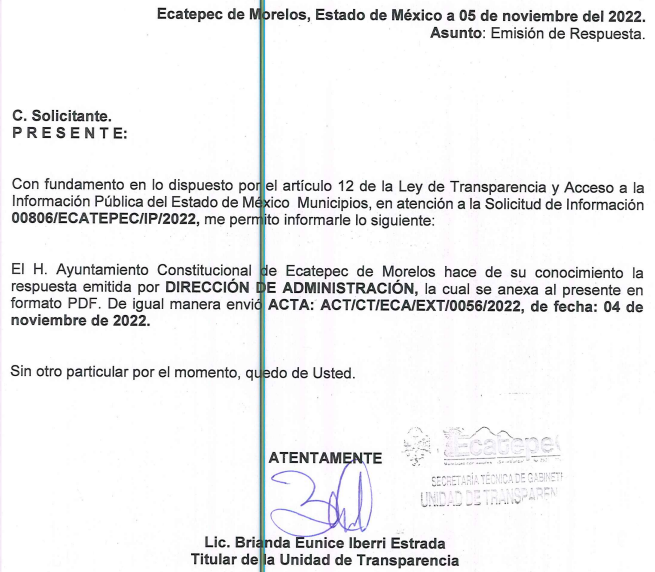 Ecatepec de Morelos, Estado de México a 05 de noviembre del 2022.
Asunto: Emisión de Respuesta.
C. Solicitante.
P R E S E N T E:
Con fundamento en lo dispuesto por el artículo 12 de la Ley de Transparencia y Acceso a la
Información Pública del Estado de México Municipios, en atención a la Solicitud de Información
00806/ECATEPEC/IP/2022, me permito informarle lo siguiente:
El H. Ayuntamiento Constitucional de Ecatepec de Morelos hace de su conocimiento la
respuesta emitida por DIRECCIÓN DE ADMINISTRACIÓN, la cual se anexa al presente en
formato PDF. De igual manera envió ACTA: ACT/CT/ECA/EXT/0056/2022, de fecha: 04 de
noviembre de 2022.
Sin otro particular por el momento, quedo de Usted.
ATENTAMENTE
Ecatepec
SECRETARÍA TÉCNICA DE GABINETE
UNIDAD DE TRANSPAREN
Lic. Brianda Eunice Iberri Estrada
Titular de la Unidad de Transparencia